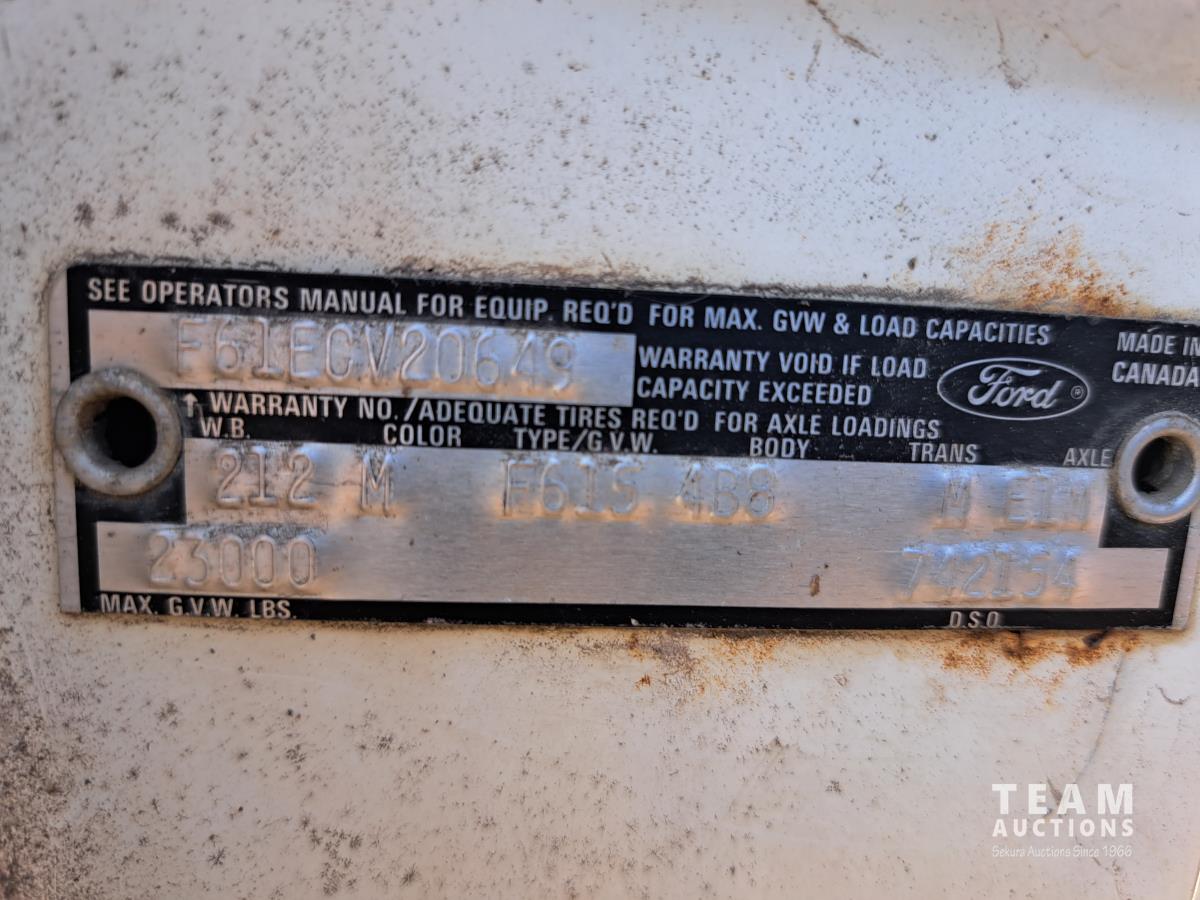 SEE OPERATORS MANUAL FOR EQUIP. REQ'D FOR MAX. GVW & LOAD CAPACITIES
F61ECV20649
WARRANTY VOID IF LOAD
CAPACITY EXCEEDED
Ford ®
MADE IN
CANADA
↑ WARRANTY NO./ADEQUATE TIRES REQ'D FOR AXLE LOADINGS
W.B. COLOR TYPE/G.V.W. BODY TRANS AXLE
212 M F61S 4B8 M E1M
23000 742154
MAX. G.V.W. LBS. D S O
TEAM
AUCTIONS
Sekura Auctions Since 1966